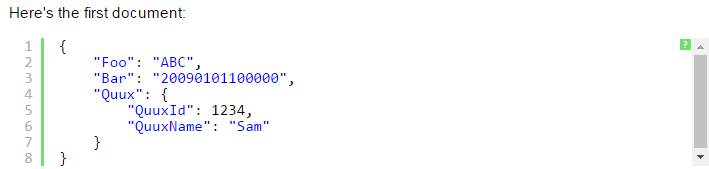 Here's the first document:
?
1 {
2     "Foo": "ABC",
3     "Bar": "20090101100000",
4     "Quux": {
5         "QuuxId": 1234,
6         "QuuxName": "Sam"
7     }
8 }